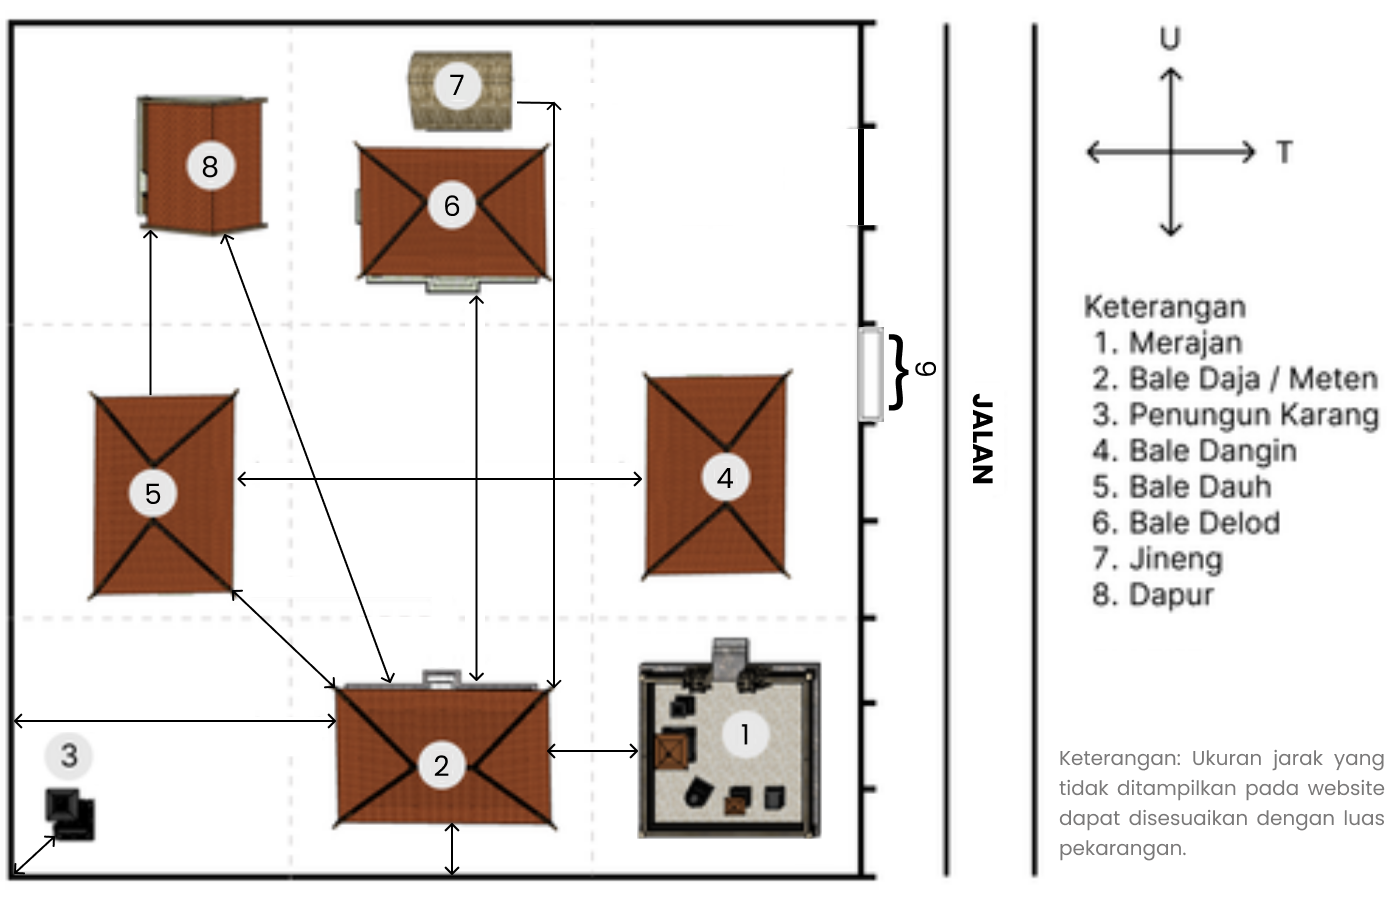 7
8
6
U
T
Keterangan
1. Merajan
2. Bale Daja / Meten
3. Penungun Karang
4. Bale Dangin
5. Bale Dauh
6. Bale Delod
7. Jineng
8. Dapur
} 9
JALAN
5
4
3
2
1
Keterangan: Ukuran jarak yang
tidak ditampilkan pada website
dapat disesuaikan dengan luas
pekarangan.